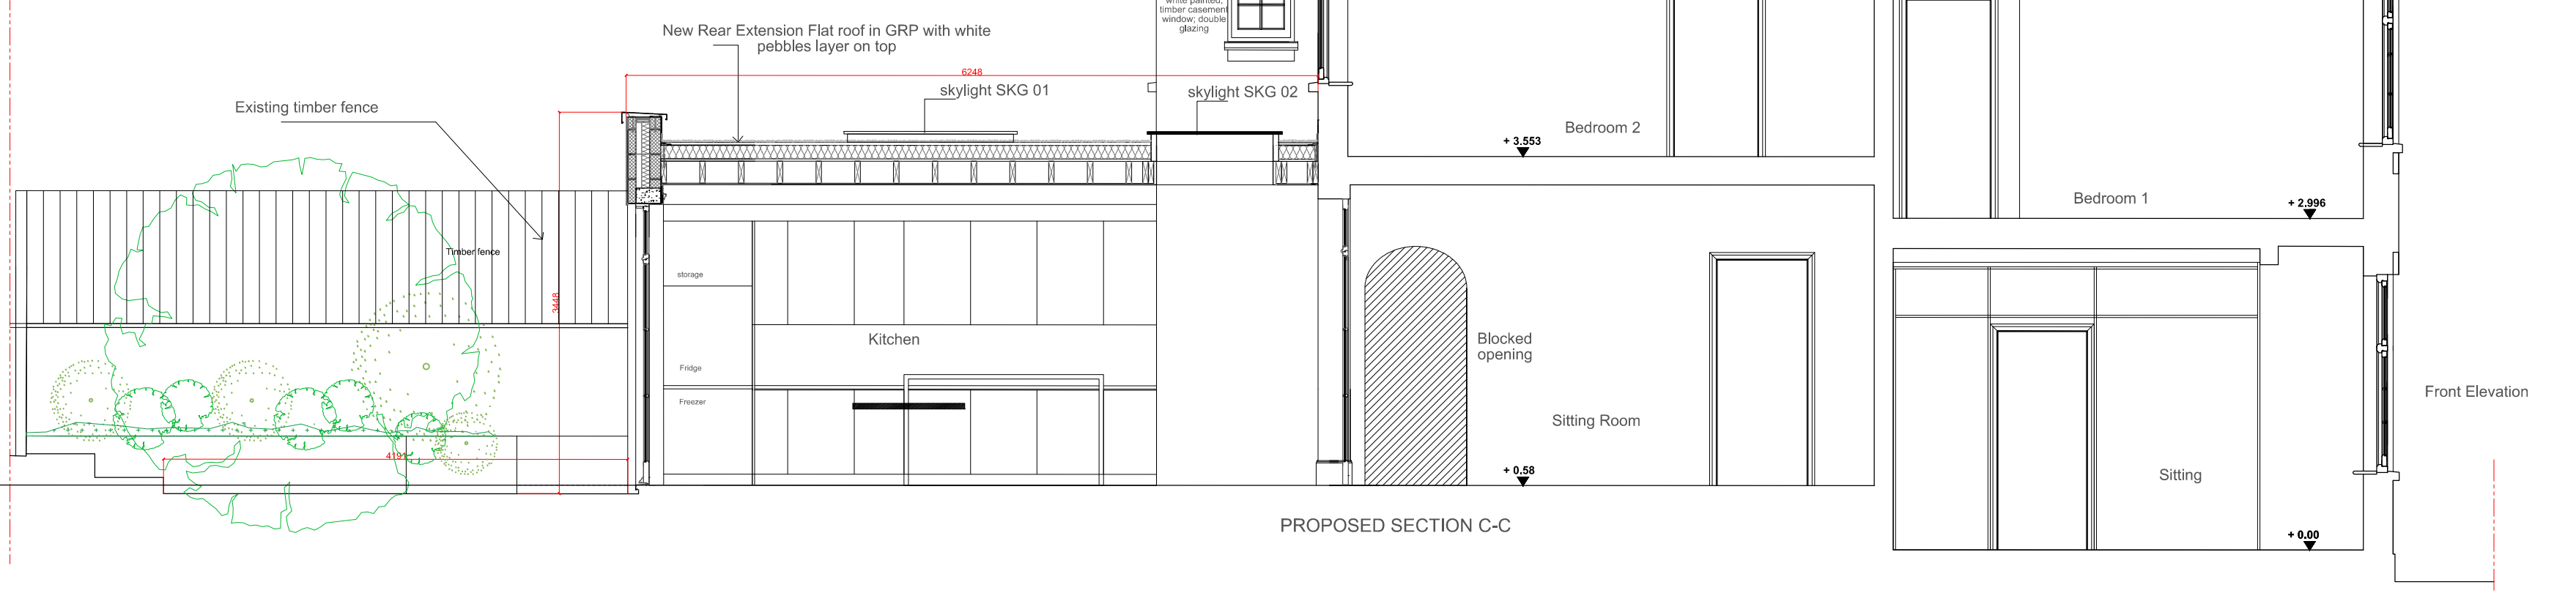 white painted,
timber casement
window; double
glazing
New Rear Extension Flat roof in GRP with white
pebbles layer on top
6248
skylight SKG 01
skylight SKG 02
Existing timber fence
Bedroom 2
+ 3.553
Bedroom 1
+ 2.996
Timber fence
storage
3448
Kitchen
Blocked
opening
Fridge
Freezer
Front Elevation
Sitting Room
4191
+ 0.58
Sitting
PROPOSED SECTION C-C
+ 0.00